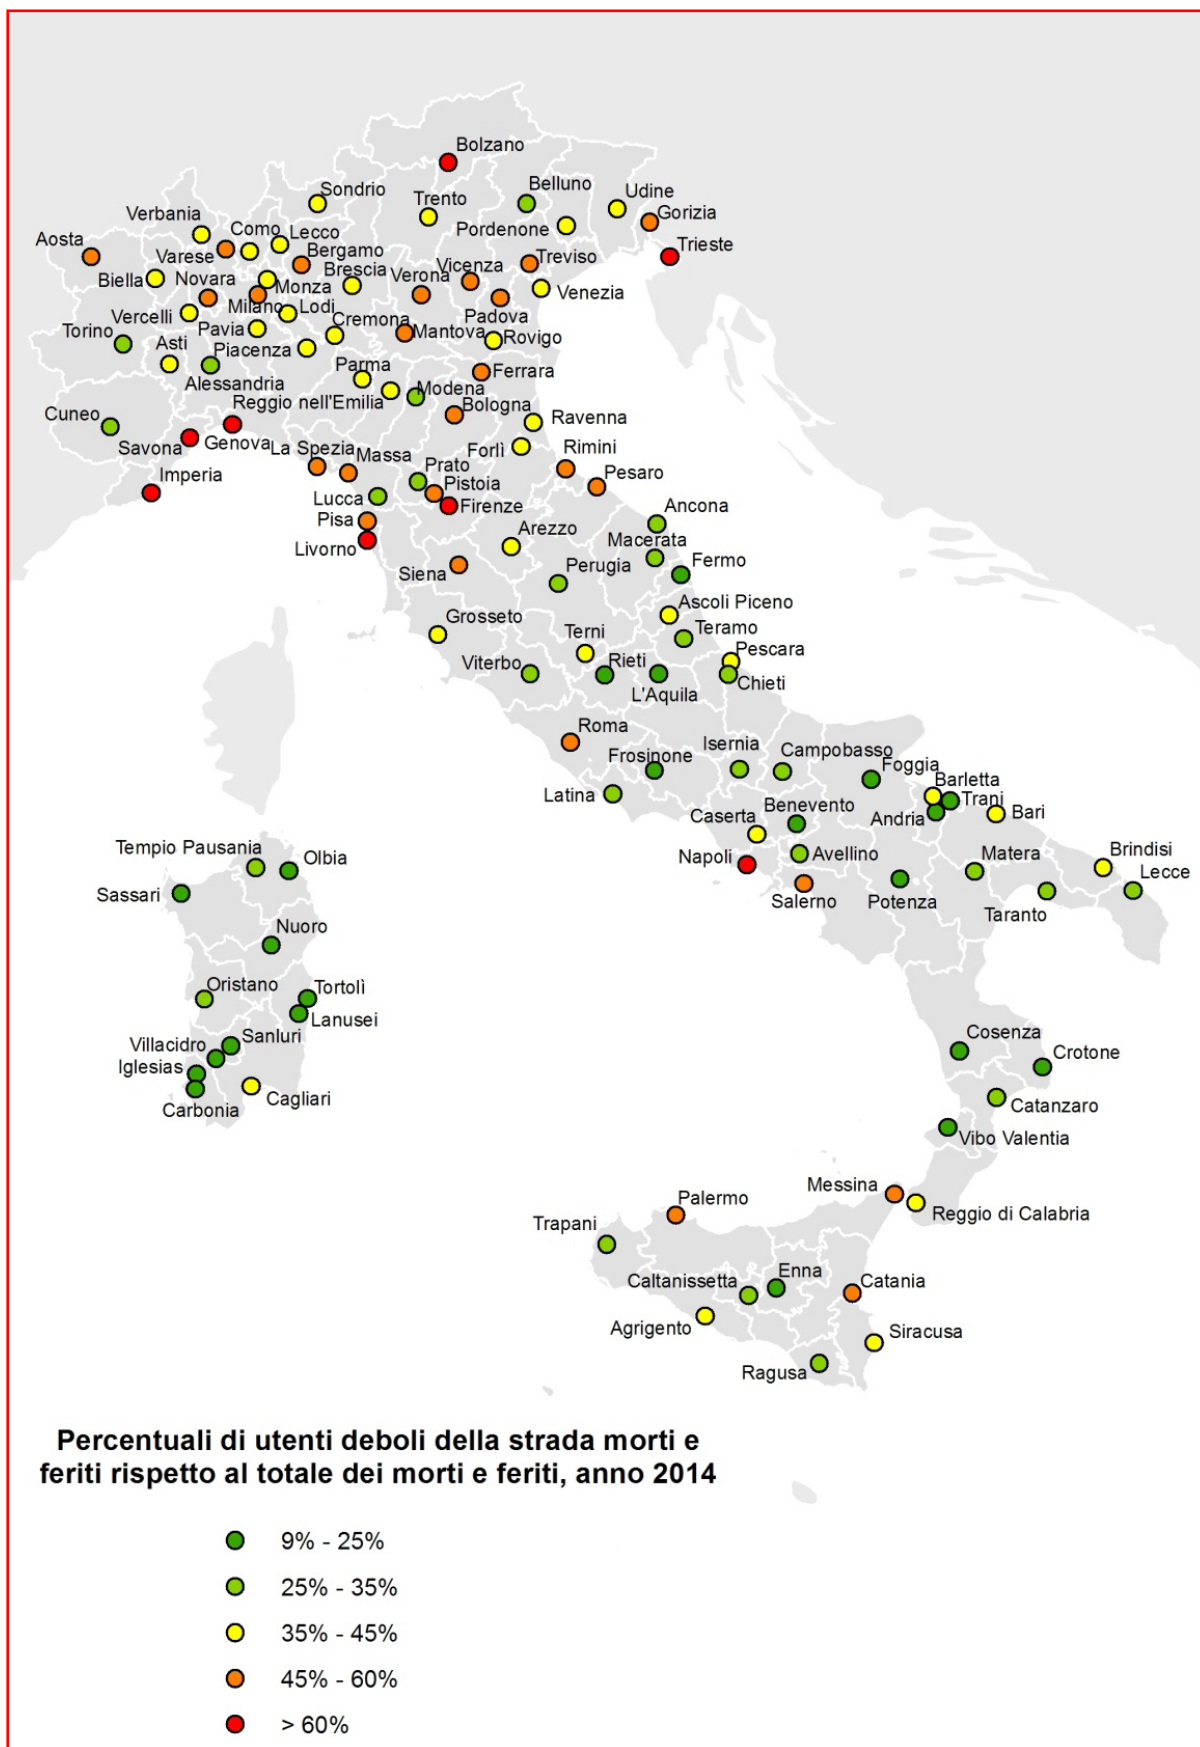 Bolzano
Sondrio
Belluno
Trento
Udine
Verbania
Gorizia
Como
Lecco
Pordenone
Aosta
Varese
Bergamo
Trieste
Treviso
Vicenza
Brescia
Verona
Biella
Novara
Monza
Venezia
Milano
Lodi
Padova
Vercelli
Cremona
Torino
Pavia
Mantova
Rovigo
Asti
Piacenza
Parma
Ferrara
Alessandria
Modena
Reggio nell'Emilia
Bologna
Cuneo
Ravenna
Savona
Genova
La Spezia
Forlì
Rimini
Massa
Imperia
Prato
Pesaro
Lucca
Pistoia
Firenze
Ancona
Pisa
Arezzo
Livorno
Macerata
Siena
Perugia
Fermo
Ascoli Piceno
Grosseto
Terni
Teramo
Viterbo
Rieti
Pescara
L'Aquila
Chieti
Roma
Isernia
Campobasso
Frosinone
Foggia
Barletta
Latina
Benevento
Trani
Caserta
Andria
Bari
Tempio Pausania
Olbia
Napoli
Avellino
Matera
Brindisi
Sassari
Salerno
Potenza
Taranto
Lecce
Nuoro
Oristano
Tortolì
Lanusei
Villacidro
Sanluri
Cosenza
Iglesias
Crotone
Cagliari
Carbonia
Catanzaro
Vibo Valentia
Messina
Palermo
Reggio di Calabria
Trapani
Enna
Caltanissetta
Catania
Agrigento
Siracusa
Ragusa
Percentuali di utenti deboli della strada morti e
feriti rispetto al totale dei morti e feriti, anno 2014
9% - 25%
25% - 35%
35% - 45%
45% - 60%
> 60%